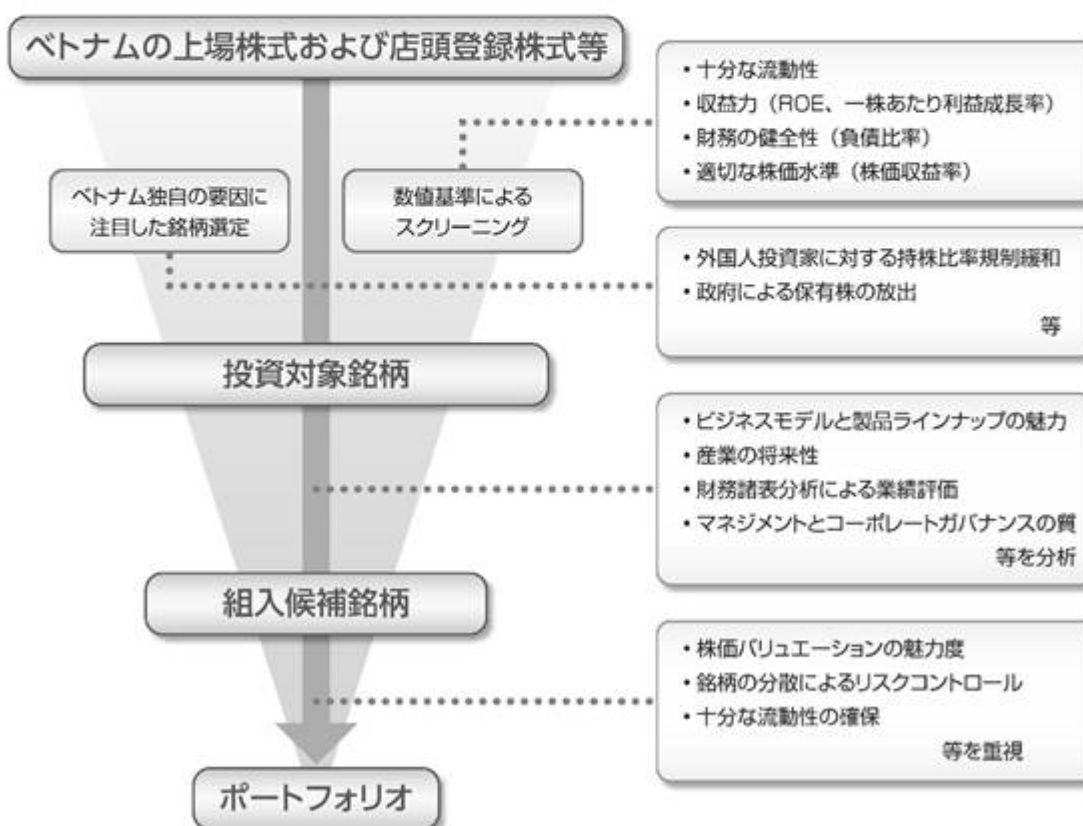 ベトナムの上場株式および店頭登録株式等
・十分な流動性
・収益力（ROE、一株あたり利益成長率）
・財務の健全性（負債比率）
・適切な株価水準（株価収益率）
ベトナム独自の要因に
注目した銘柄選定
数値基準による
スクリーニング
・外国人投資家に対する持株比率規制緩和
・政府による保有株の放出
等
投資対象銘柄
・ビジネスモデルと製品ラインナップの魅力
・産業の将来性
・財務諸表分析による業績評価
・マネジメントとコーポレートガバナンスの質
等を分析
組入候補銘柄
・株価バリュエーションの魅力度
・銘柄の分散によるリスクコントロール
・十分な流動性の確保
等を重視
ポートフォリオ